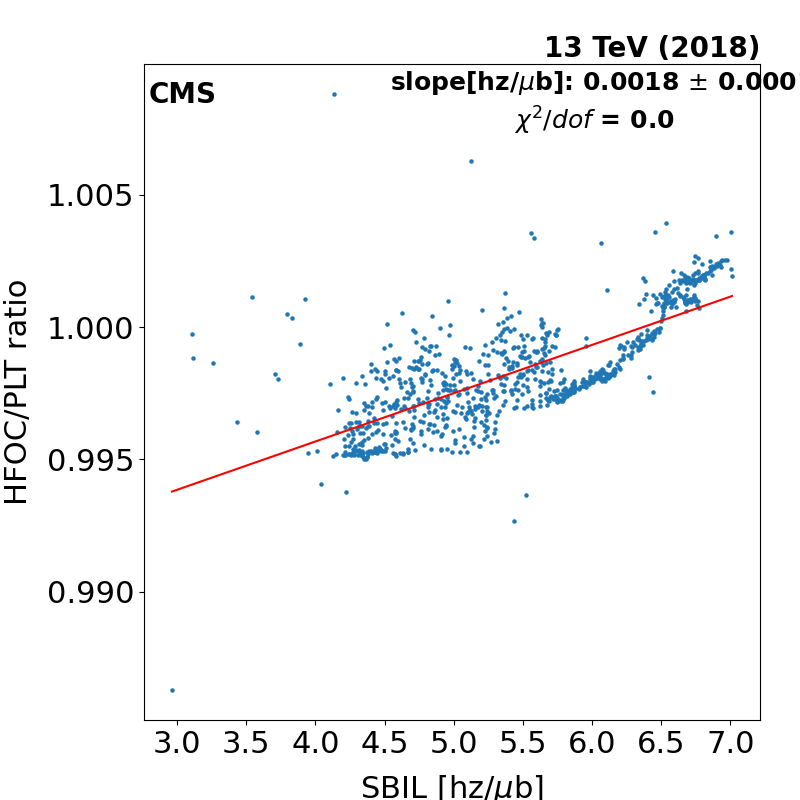 13 TeV (2018)
CMS
slope[hz/μb]: 0.0018 ± 0.000
χ²/dof = 0.0
1.005
1.000
0.995
0.990
HFOC/PLT ratio
3.0 3.5 4.0 4.5 5.0 5.5 6.0 6.5 7.0
SBIL [hz/μb]